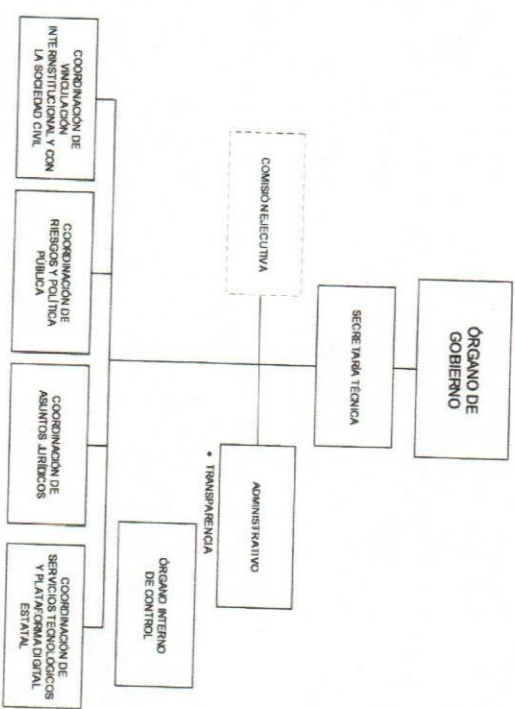 ÓRGANO DE
GOBIERNO
SECRETARÍA TÉCNICA
COMISIÓN EJECUTIVA
ADMINISTRATIVO
• TRANSPARENCIA
ÓRGANO INTERNO
DE CONTROL
COORDINACIÓN DE
VINCULACIÓN
INTERINSTITUCIONAL Y CON
LA SOCIEDAD CIVIL
COORDINACIÓN DE
RIESGOS Y POLÍTICA
PÚBLICA
COORDINACIÓN DE
ASUNTOS JURÍDICOS
COORDINACIÓN DE
SERVICIOS TECNOLÓGICOS
Y PLATAFORMA DIGITAL
ESTATAL